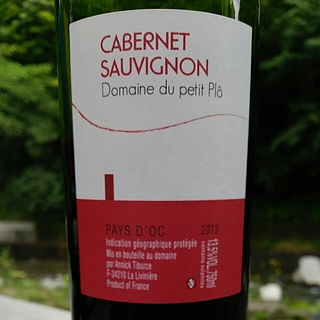 CABERNET
SAUVIGNON
Domaine du petit Plô
PAYS D'OC 2013
Indication géographique protégée
Mis en bouteille au domaine
par Annick Tiburce
F-34210 La Livinière
Product of France
13,5%VOL. 750ml